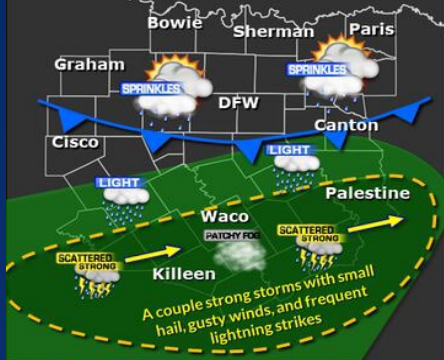 Bowie
Sherman
Paris
Graham
SPRINKLES
SPRINKLES
DFW
Cisco
Canton
LIGHT
LIGHT
Palestine
Waco
SCATTERED
STRONG
PATCHY FOG
SCATTERED
STRONG
Killeen
A couple strong storms with small
hail, gusty winds, and frequent
lightning strikes